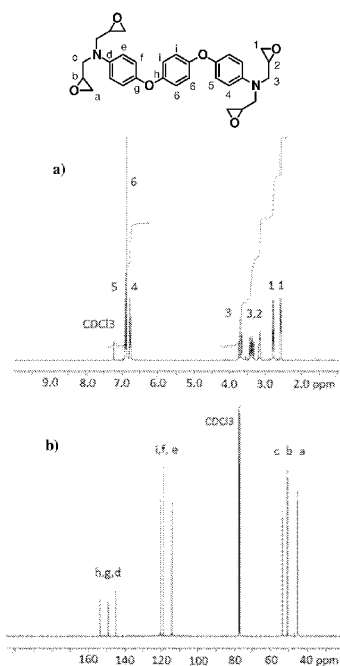 O
N
O
1
c
d
e
f
i
i
O
2
b
O
a
g
O
h
6
6
O
5
4
N
3
O
a)
6
5
4
CDCl3
3
3,2
1 1
9.0 8.0 7.0 6.0 5.0 4.0 3.0 2.0 ppm
b)
CDCl3
i,f, e
c b a
h,g,d
160 140 120 100 80 60 40 ppm